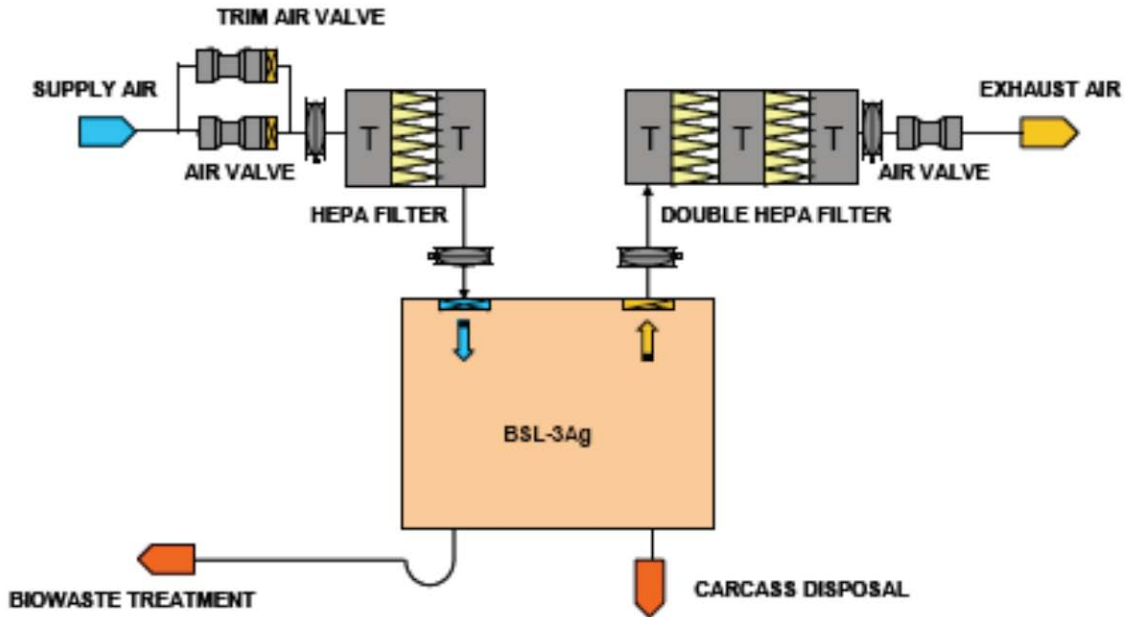 TRIM AIR VALVE
SUPPLY AIR
EXHAUST AIR
T T
T T T
AIR VALVE
AIR VALVE
HEPA FILTER
DOUBLE HEPA FILTER
BSL-3Ag
BIOWASTE TREATMENT
CARCASS DISPOSAL